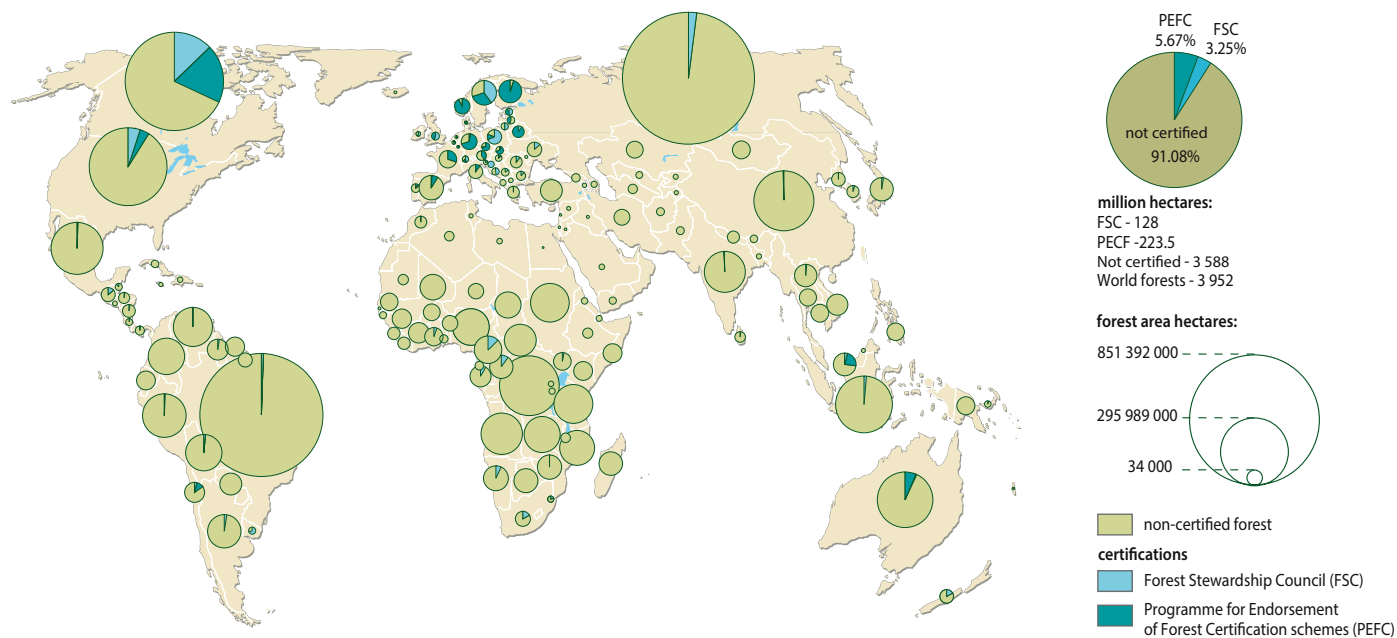 PEFC
5.67%
FSC
3.25%
not certified
91.08%
million hectares:
FSC - 128
PECF -223.5
Not certified - 3 588
World forests - 3 952
forest area hectares:
851 392 000
295 989 000
34 000
non-certified forest
certifications
Forest Stewardship Council (FSC)
Programme for Endorsement
of Forest Certification schemes (PEFC)